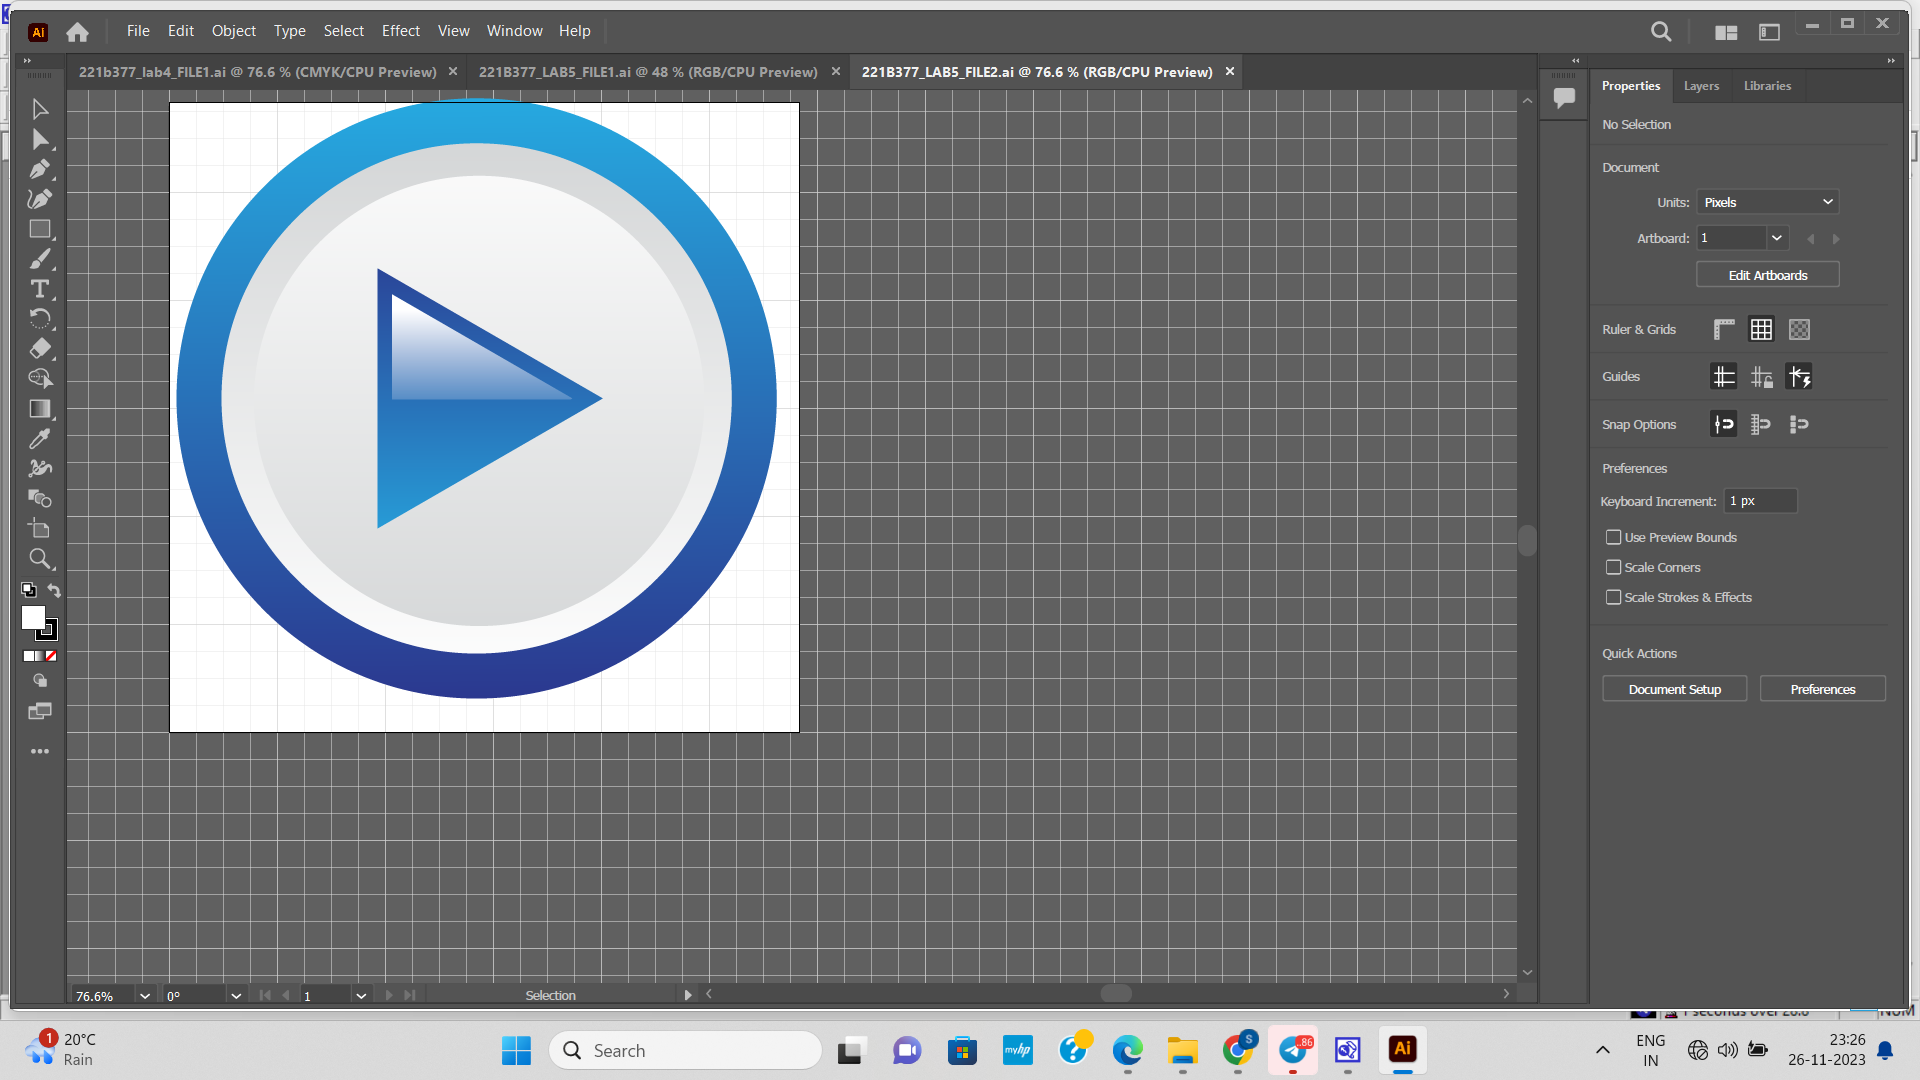 Ai File Edit Object Type Select Effect View Window Help
221b377_lab4_FILE1.ai @ 76.6 % (CMYK/CPU Preview) × 221B377_LAB5_FILE1.ai @ 48 % (RGB/CPU Preview) × 221B377_LAB5_FILE2.ai @ 76.6 % (RGB/CPU Preview) ×
Properties Layers Libraries
No Selection
Document
Units: Pixels
Artboard: 1
Edit Artboards
Ruler & Grids
Guides
Snap Options
Preferences
Keyboard Increment: 1 px
Use Preview Bounds
Scale Corners
Scale Strokes & Effects
Quick Actions
Document Setup Preferences
76.6% 0° 1 Selection
NUM
1 20°C
Rain
Search
myhp
S
86
Ai
ENG
IN
23:26
26-11-2023